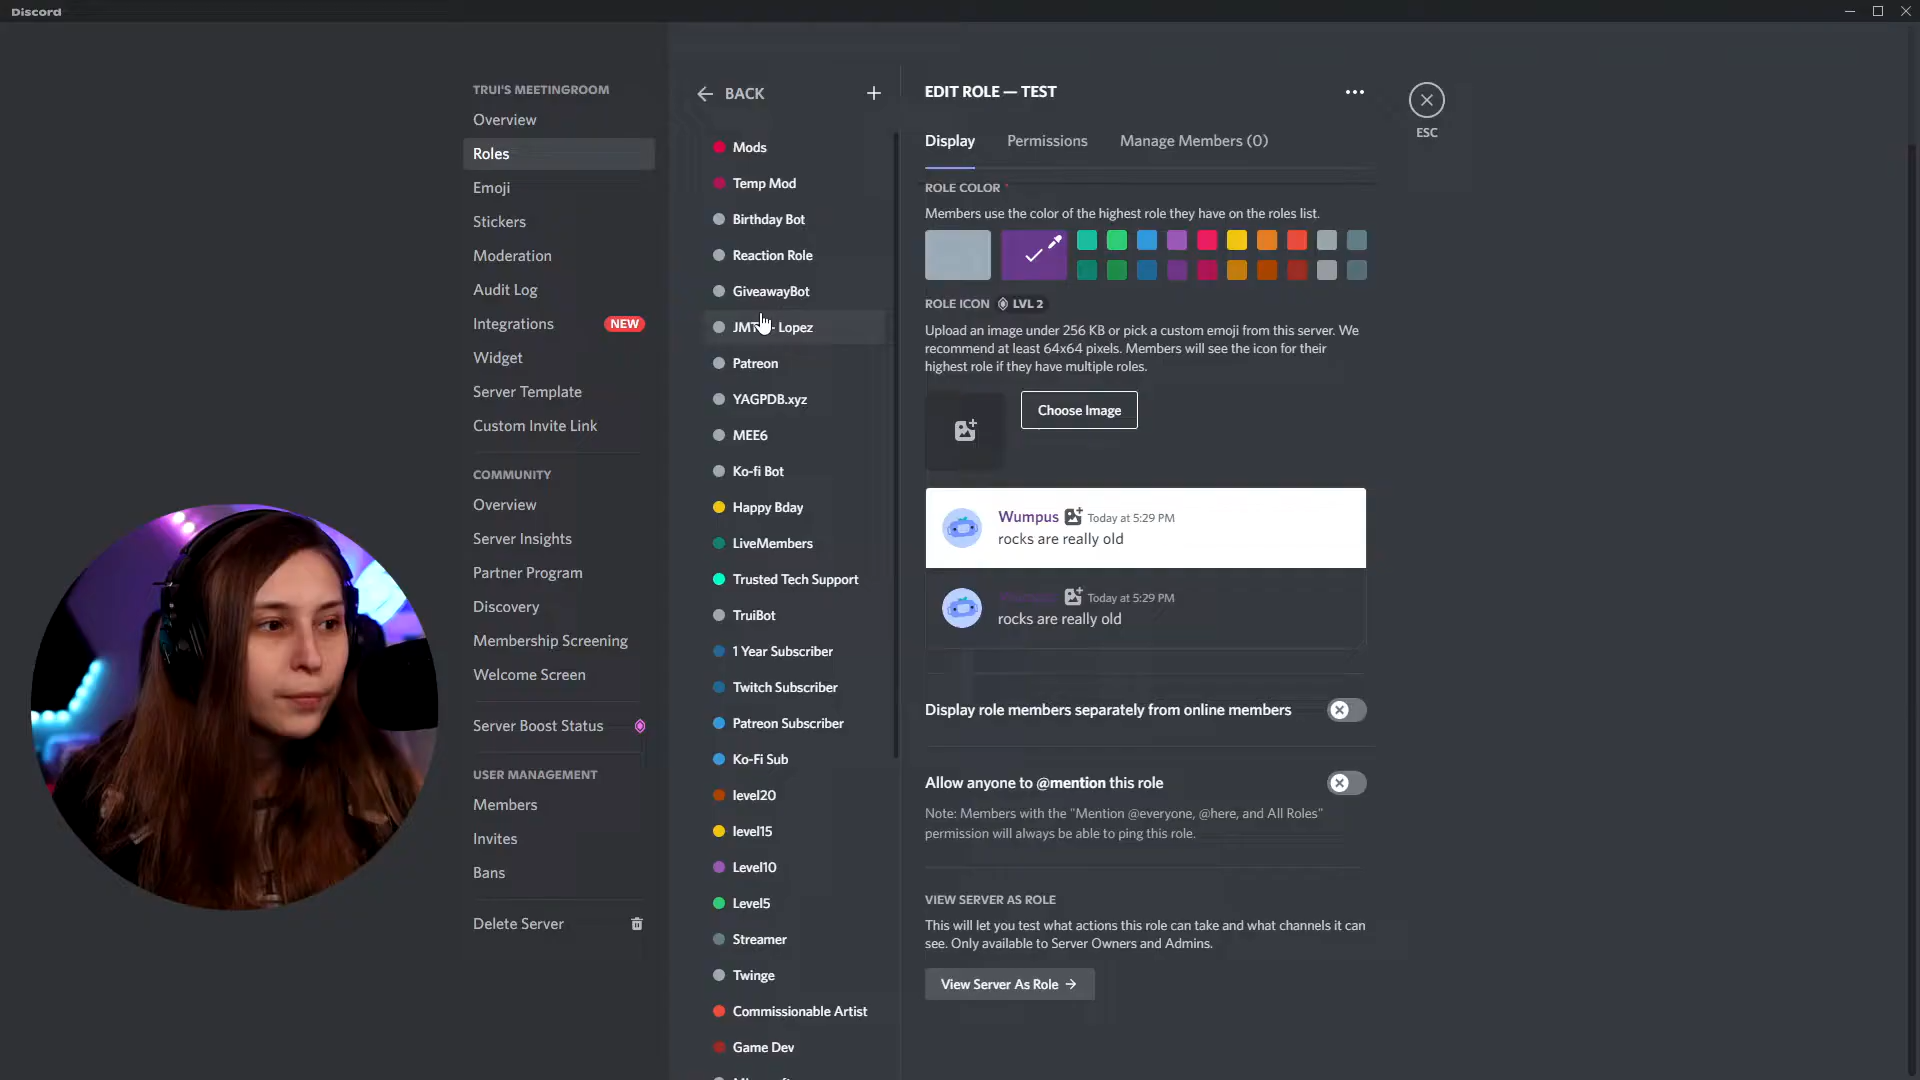 Discord
TRUI'S MEETINGROOM
Overview
Roles
Emoji
Stickers
Moderation
Audit Log
Integrations NEW
Widget
Server Template
Custom Invite Link
COMMUNITY
Overview
Server Insights
Partner Program
Discovery
Membership Screening
Welcome Screen
Server Boost Status
USER MANAGEMENT
Members
Invites
Bans
Delete Server
BACK
Mods
Temp Mod
Birthday Bot
Reaction Role
GiveawayBot
Lopez
Patreon
YAGPDB.xyz
MEE6
Ko-fi Bot
Happy Bday
LiveMembers
Trusted Tech Support
TruiBot
1 Year Subscriber
Twitch Subscriber
Patreon Subscriber
Ko-Fi Sub
level20
level15
Level10
Level5
Streamer
Twinge
Commissionable Artist
Game Dev
EDIT ROLE — TEST
ESC
Display Permissions Manage Members (0)
ROLE COLOR *
Members use the color of the highest role they have on the roles list.
ROLE ICON LVL 2
Upload an image under 256 KB or pick a custom emoji from this server. We
recommend at least 64x64 pixels. Members will see the icon for their
highest role if they have multiple roles.
Choose Image
Wumpus Today at 5:29 PM
rocks are really old
Wumpus Today at 5:29 PM
rocks are really old
Display role members separately from online members
Allow anyone to @mention this role
Note: Members with the "Mention @everyone, @here, and All Roles"
permission will always be able to ping this role.
VIEW SERVER AS ROLE
This will let you test what actions this role can take and what channels it can
see. Only available to Server Owners and Admins.
View Server As Role →